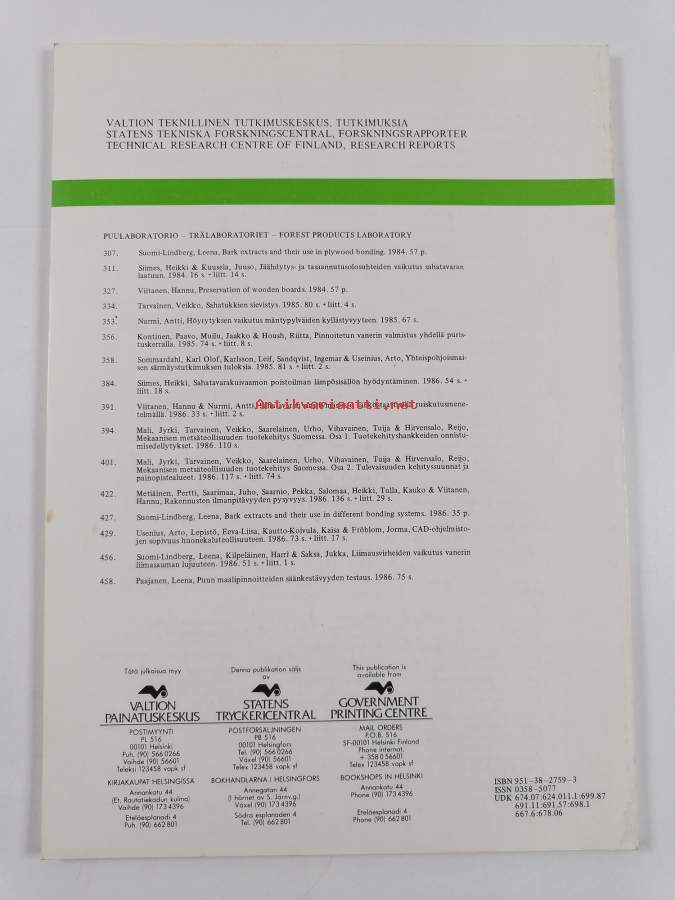 VALTION TEKNILLINEN TUTKIMUSKESKUS, TUTKIMUKSIA
STATENS TEKNISKA FORSKNINGSCENTRAL, FORSKNINGSRAPPORTER
TECHNICAL RESEARCH CENTRE OF FINLAND, RESEARCH REPORTS
PUULABORATORIO – TRÄLABORATORIET – FOREST PRODUCTS LABORATORY
307. Suomi-Lindberg, Leena, Bark extracts and their use in plywood bonding. 1984. 57 p.
311. Siimes, Heikki & Kuusela, Juuso, Jäähdytys- ja tasaannutusolosuhteiden vaikutus sahatavaran
laatuun. 1984. 16 s. + liitt. 14 s.
327. Viitanen, Hannu, Preservation of wooden boards. 1984. 57 p.
334. Tarvainen, Veikko, Sahatukkien sievistys. 1985. 80 s. + liitt. 4 s.
353. Nurmi, Antti, Höyrytyksen vaikutus mäntypylväiden kyllästyvyyteen. 1985. 67 s.
356. Kontinen, Paavo, Muilu, Jaakko & Housh, Riitta, Pinnoitetun vanerin valmistus yhdellä puris-
tuskerralla. 1985. 74 s. + liitt. 8 s.
358. Sommardahl, Karl Olof, Karlsson, Leif, Sandqvist, Ingemar & Useinius, Arto, Yhteispohjoismai-
sen särmäystutkimuksen tuloksia. 1985. 81 s. + liitt. 2 s.
384. Siimes, Heikki, Sahatavarakuivaamon poistoilman lämpösisällön hyödyntäminen. 1986. 54 s. +
liitt. 18 s.
391. Viitanen, Hannu & Nurmi, Antti, ruiskutusmene-
telmällä. 1986. 33 s. + liitt. 2 s.
Antikvariaatti.net
394. Mali, Jyrki, Tarvainen, Veikko, Saarelainen, Urho, Vihavainen, Tuija & Hirvensalo, Reijo,
Mekaanisen metsäteollisuuden tuotekehitys Suomessa. Osa 1. Tuotekehityshankkeiden onnistu-
misedellytykset. 1986. 110 s.
401. Mali, Jyrki, Tarvainen, Veikko, Saarelainen, Urho, Vihavainen, Tuija & Hirvensalo, Reijo,
Mekaanisen metsäteollisuuden tuotekehitys Suomessa. Osa 2. Tulevaisuuden kehityssuunnat ja
painopistealueet. 1986. 117 s. + liitt. 74 s.
422. Metiäinen, Pertti, Saarimaa, Juho, Saarnio, Pekka, Salomaa, Heikki, Tulla, Kauko & Viitanen,
Hannu, Rakennuston ilmanpitävyyden pysyvyys. 1986. 136 s. + liitt. 29 s.
427. Suomi-Lindberg, Leena, Bark extracts and their use in different bonding systems. 1986. 35 p.
429. Usenius, Arto, Lepistö, Eeva-Liisa, Kautto-Koivula, Kaisa & Fröblom, Jorma, CAD-ohjelmisto-
jen sopivuus huonekaluteollisuuteen. 1986. 73 s. + liitt. 17 s.
456. Suomi-Lindberg, Leena, Kilpeläinen, Harri & Saksa, Jukka, Liimausvirheiden vaikutus vanerin
liimasauman lujuuteen. 1986. 51 s. + liitt. 1 s.
458. Paajanen, Leena, Puun maalipinnoitteiden säänkestävyyden testaus. 1986. 75 s.
Tätä julkaisua myy
VALTION
PAINATUSKESKUS
POSTIMYYNTI
PL 516
00101 Helsinki
Puh. (90) 566 0266
Vaihde (90) 56601
Teleksi 123458 vapk sf
KIRJAKAUPAT HELSINGISSÄ
Annankatu 44
(Et. Rautatiekadun kulma)
Vaihde (90) 173 4396
Eteläesplanadi 4
Puh. (90) 662 801
Denna publikation säljs
av
STATENS
TRYCKERICENTRAL
POSTFÖRSÄLJNINGEN
PB 516
00101 Helsingfors
Tel. (90) 566 0266
Växel (90) 56601
Telex 123458 vapk sf
BOKHANDLARNA I HELSINGFORS
Annegatan 44
(I hörnet av S. Järnv.g.)
Växel (90) 173 4396
Södra esplanaden 4
Tel. (90) 662 801
This publication is
available from
GOVERNMENT
PRINTING CENTRE
MAIL ORDERS
P.O.B. 516
SF-00101 Helsinki Finland
Phone internat.
+ 358 0 56601
Telex 123458 vapk sf
BOOKSHOPS IN HELSINKI
Annankatu 44
Phone (90) 173 4396
Eteläesplanadi 4
Phone (90) 662 801
ISBN 951–38–2759–3
ISSN 0358–5077
UDK 674.07:624.011.1:699.87
691.11:691.57:698.1
667.6:678.06